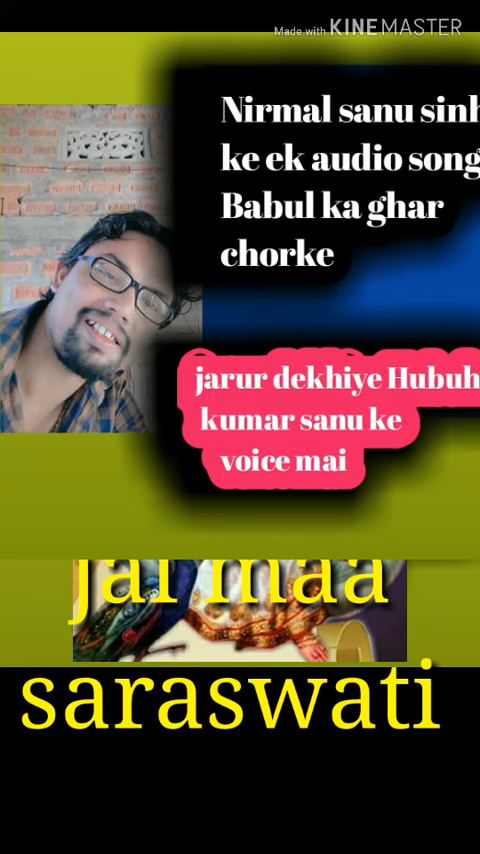 Made with KINEMASTER
Nirmal sanu sinh
ke ek audio song
Babul ka ghar
chorke
jarur dekhiye Hubuh
kumar sanu ke
voice mai
jai maa
saraswati